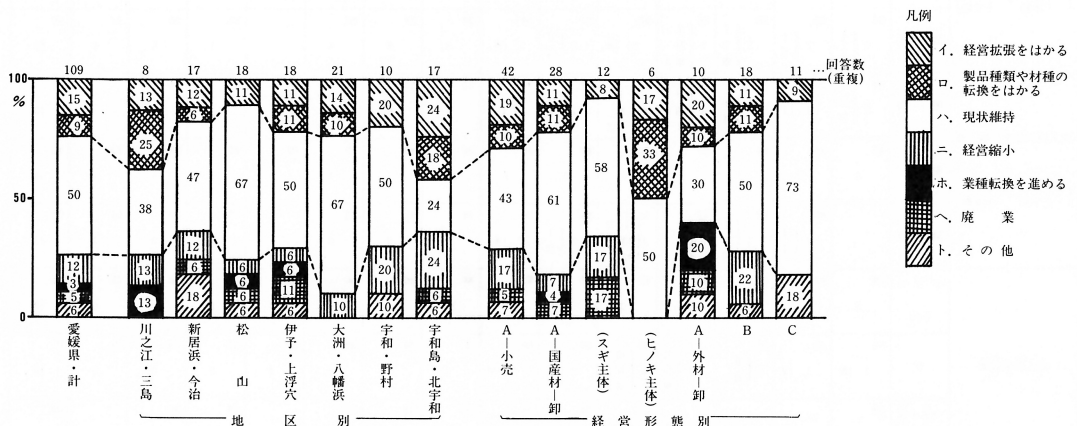 109 8 17 18 18 21 10 17 42 28 12 6 10 18 11 …回答数
(重複)
100
%
50
0
15
9
50
12
3
5
6
13
25
38
13
13
12
6
47
12
6
18
11
67
6
6
6
6
11
11
50
6
6
11
6
14
10
67
10
20
50
20
10
24
18
24
24
6
6
19
10
43
17
5
7
11
11
61
7
4
7
8
58
17
17
17
33
50
20
10
30
20
10
10
11
11
50
22
6
9
73
18
愛媛県・計
川之江・三島
新居浜・今治
松山
伊予・上浮穴
大洲・八幡浜
宇和・野村
宇和島・北宇和
A―小売
A―国産材―卸
(スギ主体)
(ヒノキ主体)
A―外材―卸
B
C
地区別
経営形態別
凡例
イ.経営拡張をはかる
ロ.製品種類や材種の
転換をはかる
ハ.現状維持
ニ.経営縮小
ホ.業種転換を進める
ヘ.廃業
ト.その他